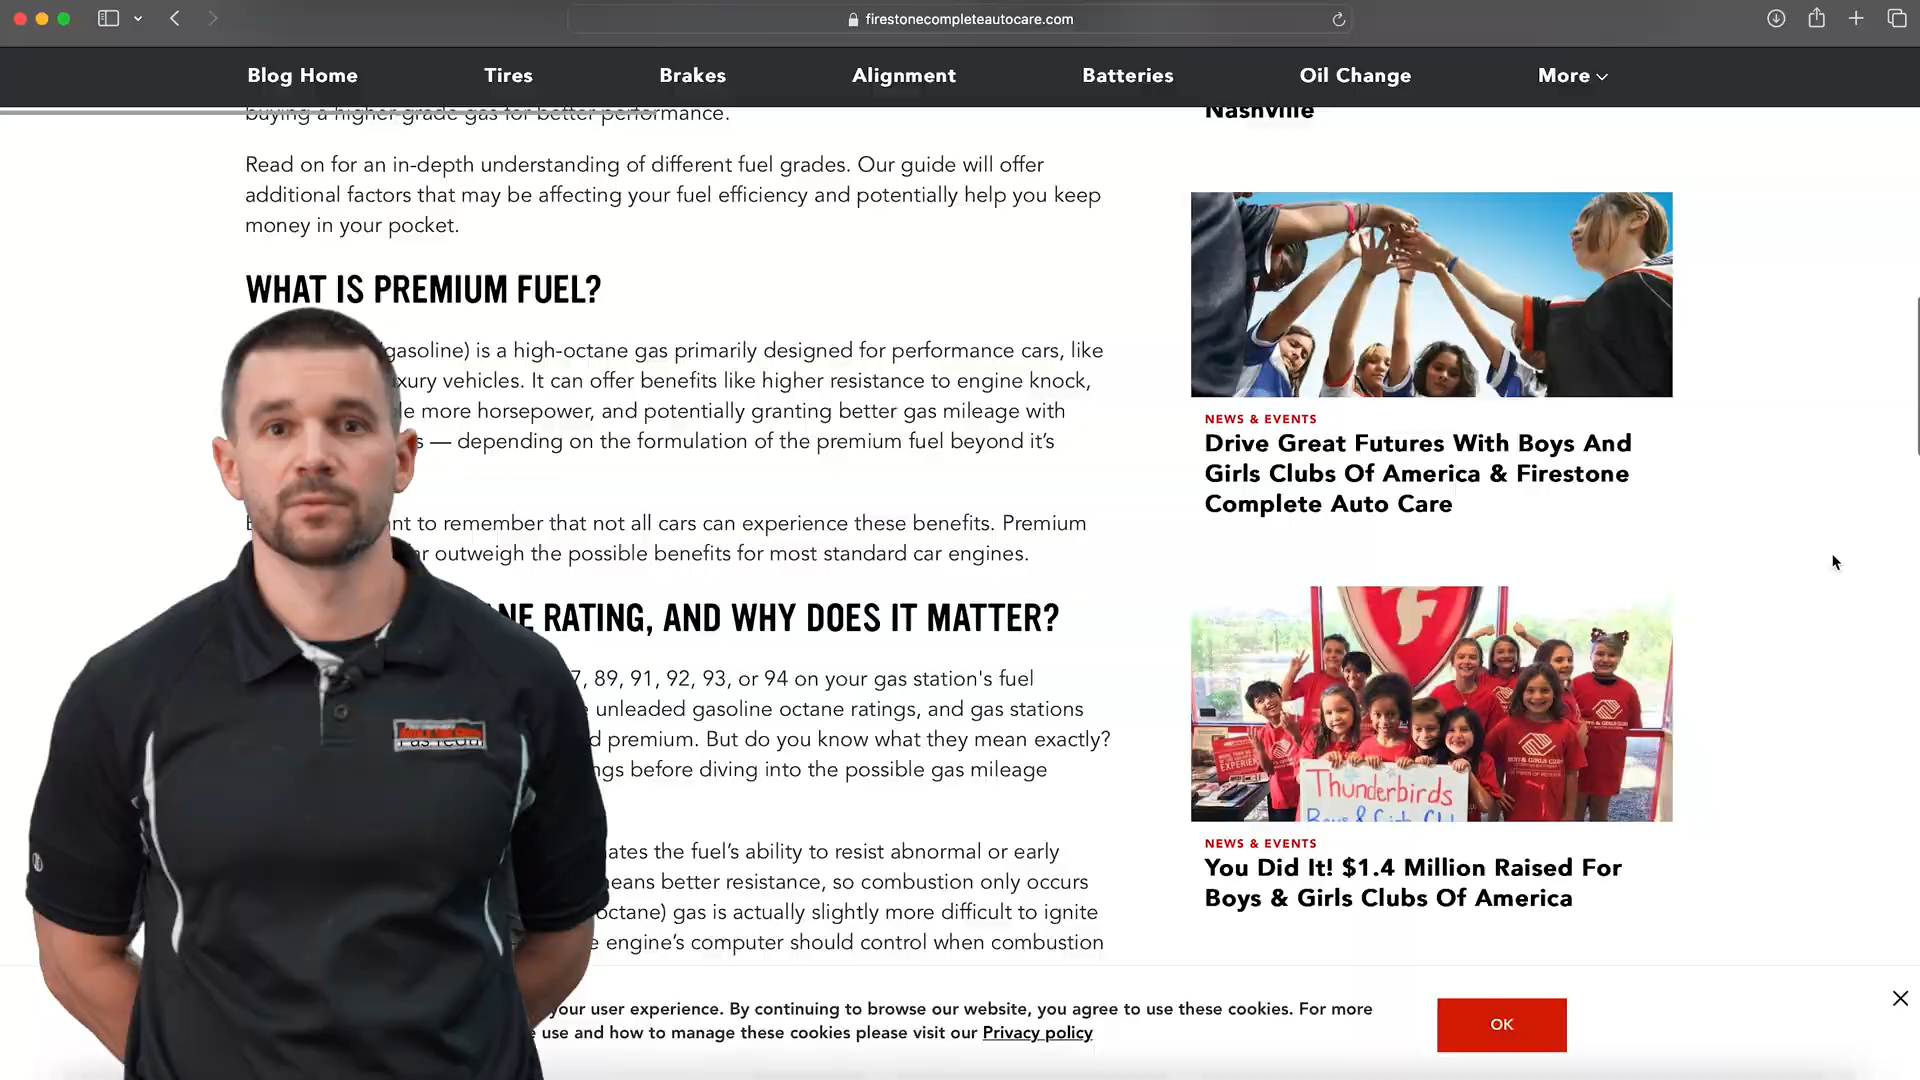 firestonecompleteautocare.com
Blog Home Tires Brakes Alignment Batteries Oil Change More
buying a higher-grade gas for better performance.
Read on for an in-depth understanding of different fuel grades. Our guide will offer
additional factors that may be affecting your fuel efficiency and potentially help you keep
money in your pocket.
WHAT IS PREMIUM FUEL?
gasoline) is a high-octane gas primarily designed for performance cars, like
xury vehicles. It can offer benefits like higher resistance to engine knock,
le more horsepower, and potentially granting better gas mileage with
s — depending on the formulation of the premium fuel beyond it's
nt to remember that not all cars can experience these benefits. Premium
ar outweigh the possible benefits for most standard car engines.
NE RATING, AND WHY DOES IT MATTER?
7, 89, 91, 92, 93, or 94 on your gas station's fuel
unleaded gasoline octane ratings, and gas stations
d premium. But do you know what they mean exactly?
ngs before diving into the possible gas mileage
ates the fuel's ability to resist abnormal or early
eans better resistance, so combustion only occurs
octane) gas is actually slightly more difficult to ignite
e engine's computer should control when combustion
Nashville
NEWS & EVENTS
Drive Great Futures With Boys And
Girls Clubs Of America & Firestone
Complete Auto Care
Thunderbirds
Boys & Girls Cl
NEWS & EVENTS
You Did It! $1.4 Million Raised For
Boys & Girls Clubs Of America
your user experience. By continuing to browse our website, you agree to use these cookies. For more
use and how to manage these cookies please visit our Privacy policy
OK